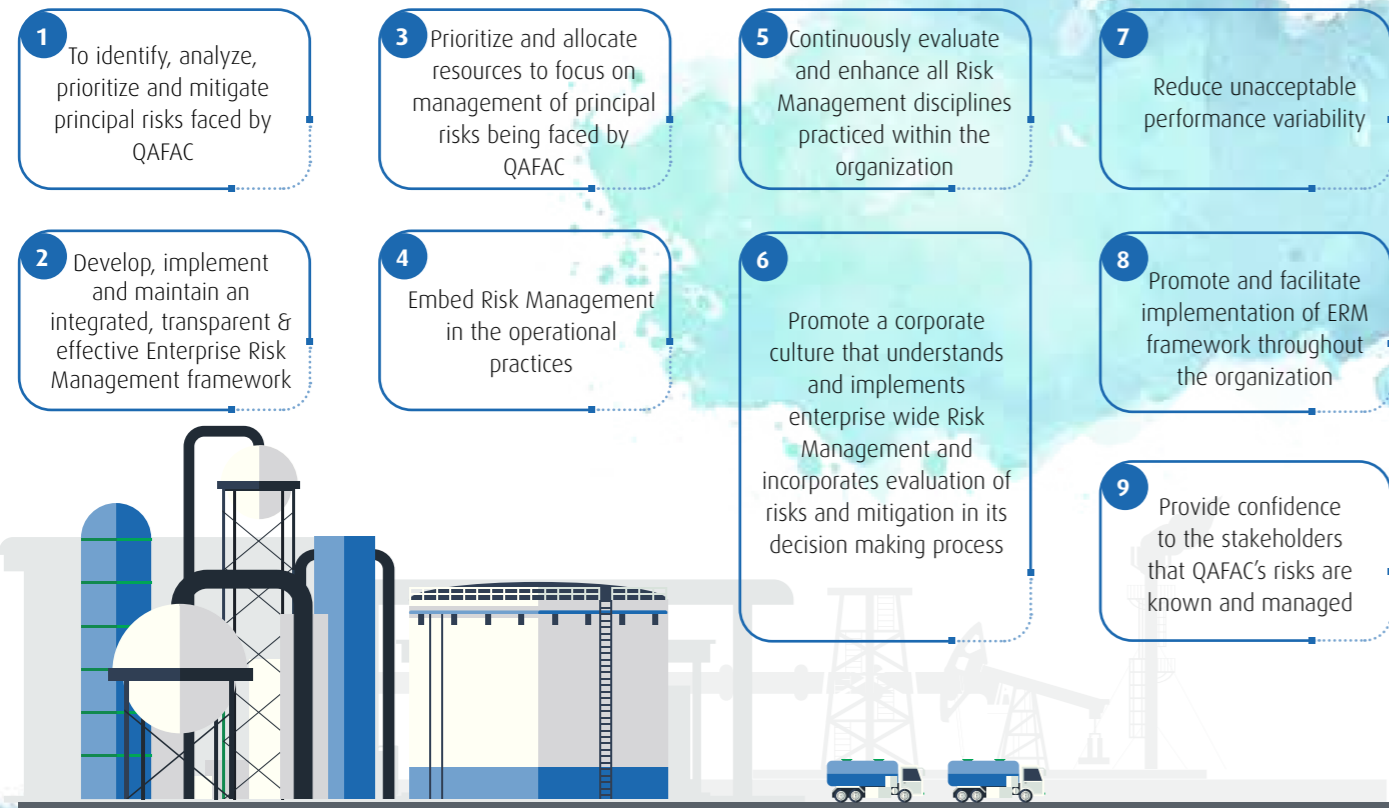 1
To identify, analyze,
prioritize and mitigate
principal risks faced by
QAFAC
2
Develop, implement
and maintain an
integrated, transparent &
effective Enterprise Risk
Management framework
3
Prioritize and allocate
resources to focus on
management of principal
risks being faced by
QAFAC
4
Embed Risk Management
in the operational
practices
5
Continuously evaluate
and enhance all Risk
Management disciplines
practiced within the
organization
6
Promote a corporate
culture that understands
and implements
enterprise wide Risk
Management and
incorporates evaluation of
risks and mitigation in its
decision making process
7
Reduce unacceptable
performance variability
8
Promote and facilitate
implementation of ERM
framework throughout
the organization
9
Provide confidence
to the stakeholders
that QAFAC's risks are
known and managed